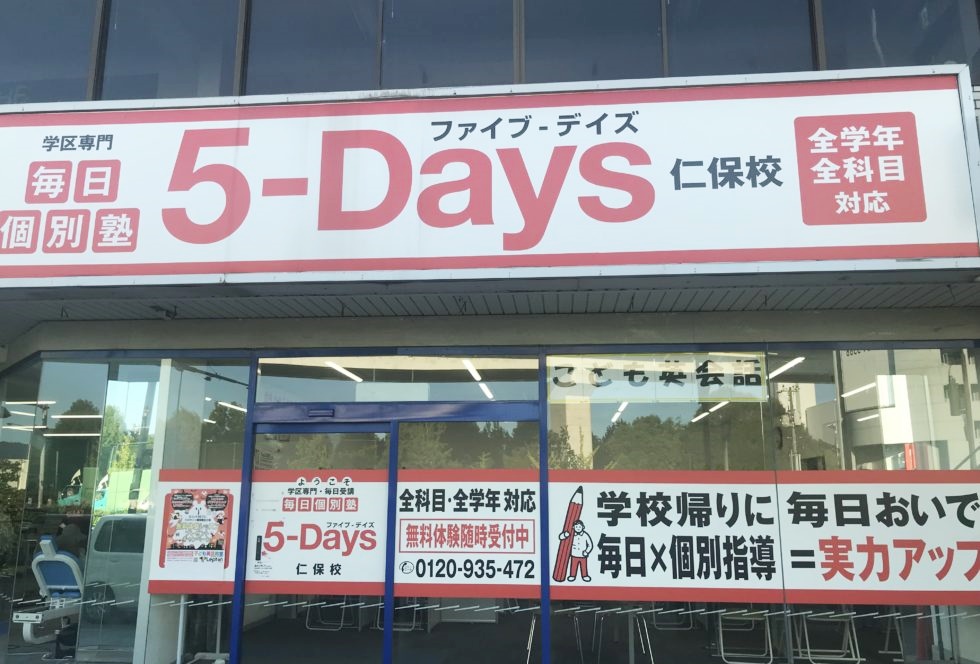 学区専門
毎日
個別塾
ファイブ-デイズ
5-Days
仁保校
全学年
全科目
対応
こども英会話
ようこそ
学区専門・毎日受講
毎日個別塾
ファイブ-デイズ
5-Days
仁保校
全科目・全学年対応
無料体験随時受付中
0120-935-472
学校帰りに 毎日おいで
毎日×個別指導 =実力アップ
Lepton